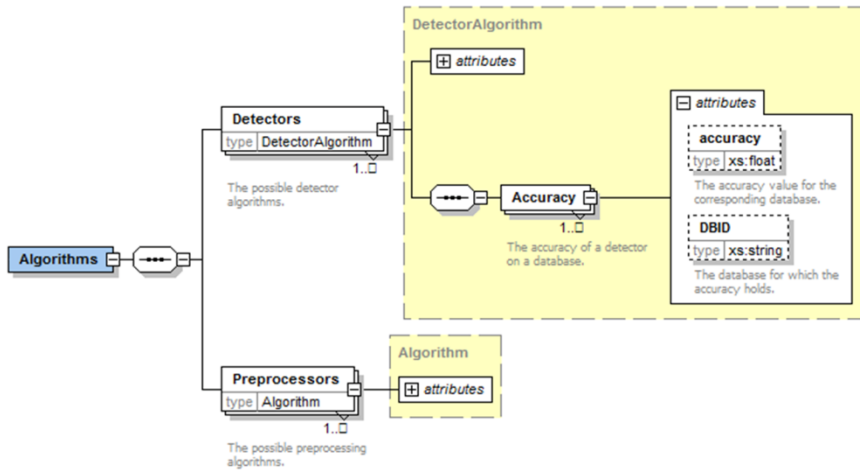 DetectorAlgorithm
attributes
Detectors
type DetectorAlgorithm
1..□
The possible detector
algorithms.
attributes
accuracy
type xs:float
The accuracy value for the
corresponding database.
DBID
type xs:string
The database for which the
accuracy holds.
Accuracy
1..□
The accuracy of a detector
on a database.
Algorithms
Algorithm
attributes
Preprocessors
type Algorithm
1..□
The possible preprocessing
algorithms.